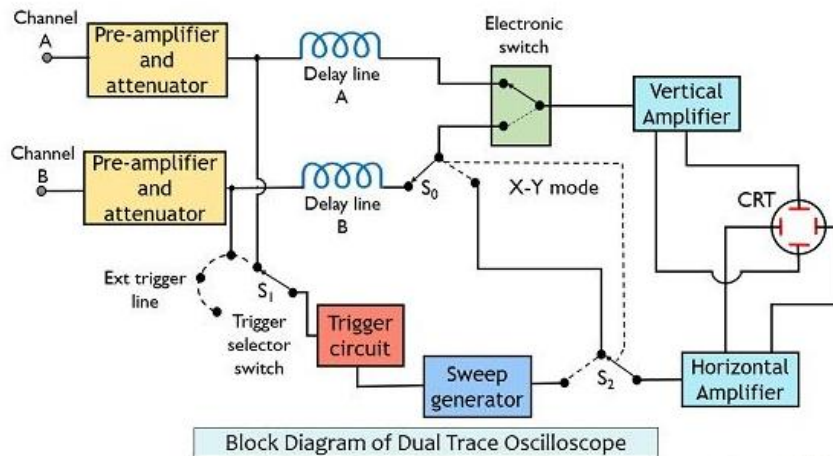 Channel
A
Pre-amplifier
and
attenuator
Delay line
A
Electronic
switch
Vertical
Amplifier
Channel
B
Pre-amplifier
and
attenuator
Delay line
B
S0
X-Y mode
CRT
Ext trigger
line
S1
Trigger
selector
switch
Trigger
circuit
Sweep
generator
S2
Horizontal
Amplifier
Block Diagram of Dual Trace Oscilloscope